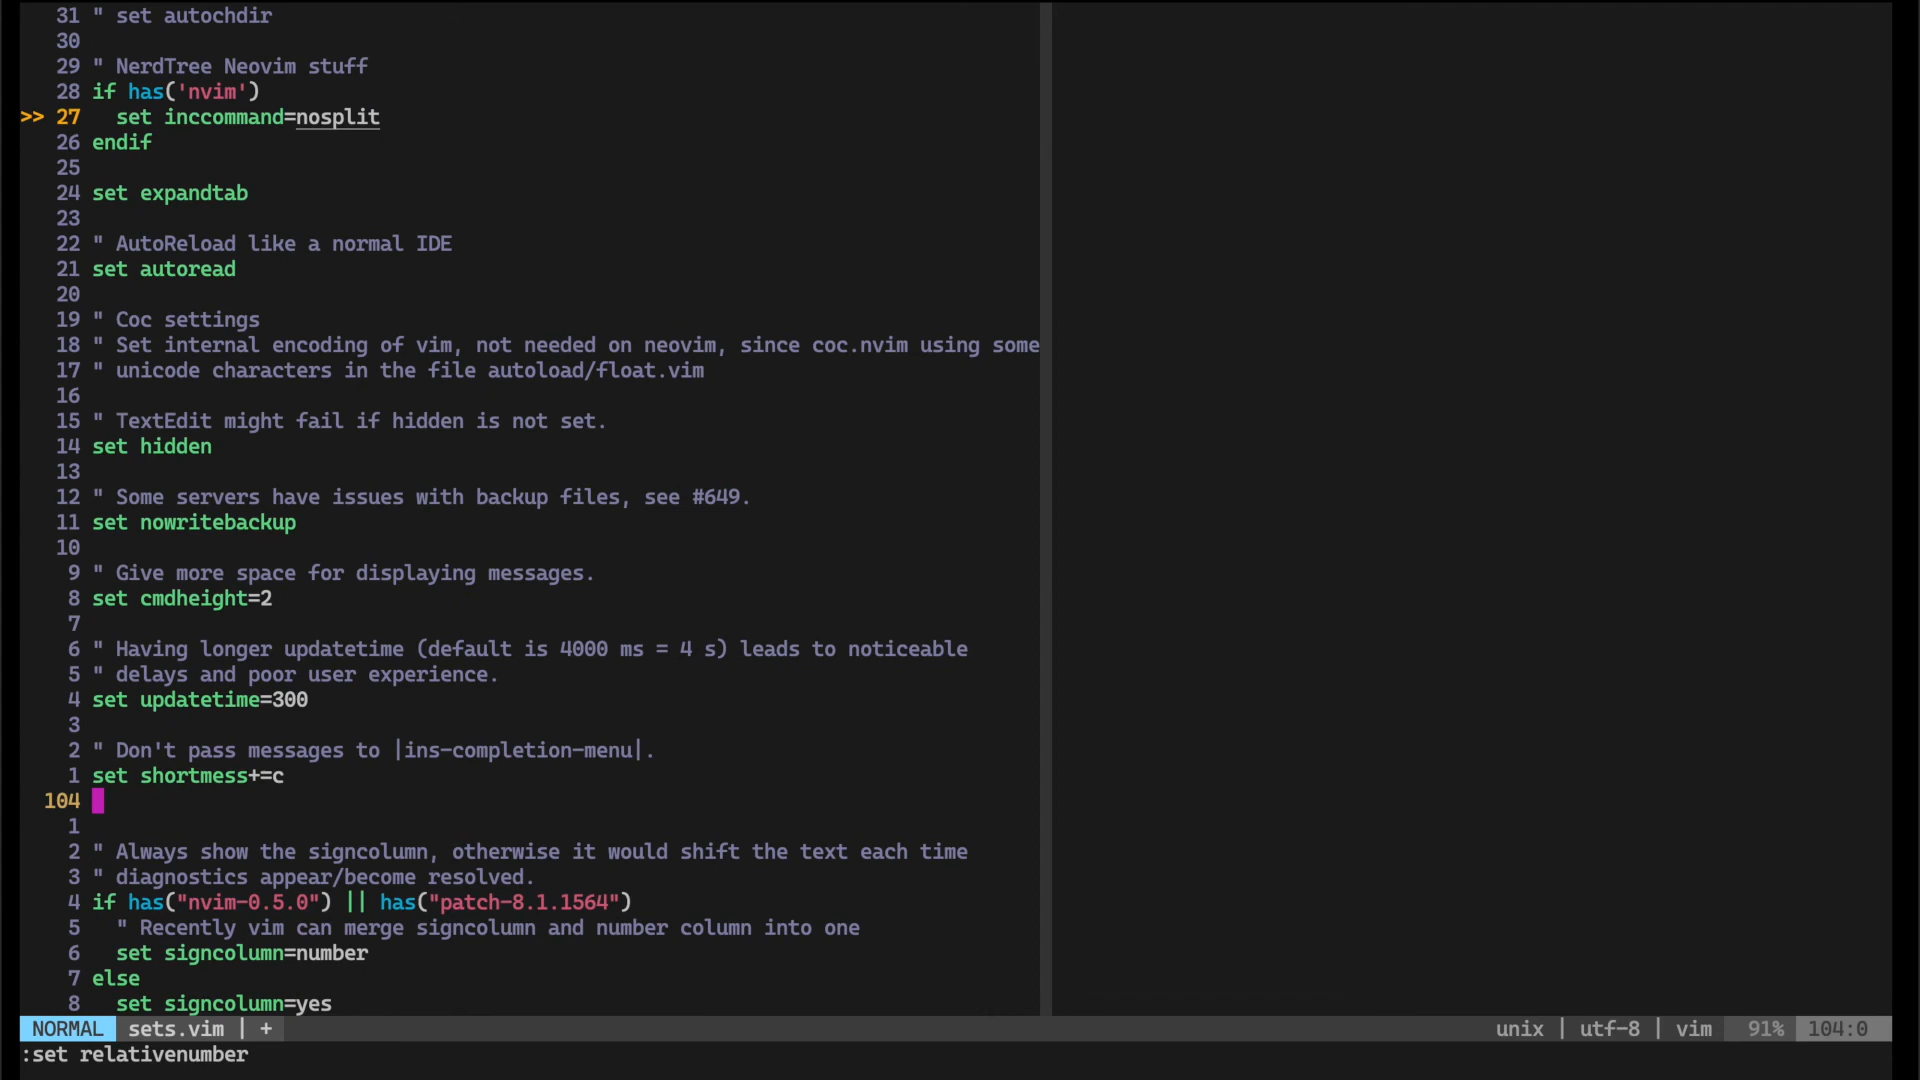 31 " set autochdir
30
29 " NerdTree Neovim stuff
28 if has('nvim')
>> 27   set inccommand=nosplit
26 endif
25
24 set expandtab
23
22 " AutoReload like a normal IDE
21 set autoread
20
19 " Coc settings
18 " Set internal encoding of vim, not needed on neovim, since coc.nvim using some
17 " unicode characters in the file autoload/float.vim
16
15 " TextEdit might fail if hidden is not set.
14 set hidden
13
12 " Some servers have issues with backup files, see #649.
11 set nowritebackup
10
9 " Give more space for displaying messages.
8 set cmdheight=2
7
6 " Having longer updatetime (default is 4000 ms = 4 s) leads to noticeable
5 " delays and poor user experience.
4 set updatetime=300
3
2 " Don't pass messages to |ins-completion-menu|.
1 set shortmess+=c
104
1
2 " Always show the signcolumn, otherwise it would shift the text each time
3 " diagnostics appear/become resolved.
4 if has("nvim-0.5.0") || has("patch-8.1.1564")
5   " Recently vim can merge signcolumn and number column into one
6   set signcolumn=number
7 else
8   set signcolumn=yes
NORMAL sets.vim | + unix | utf-8 | vim 91% 104:0
:set relativenumber